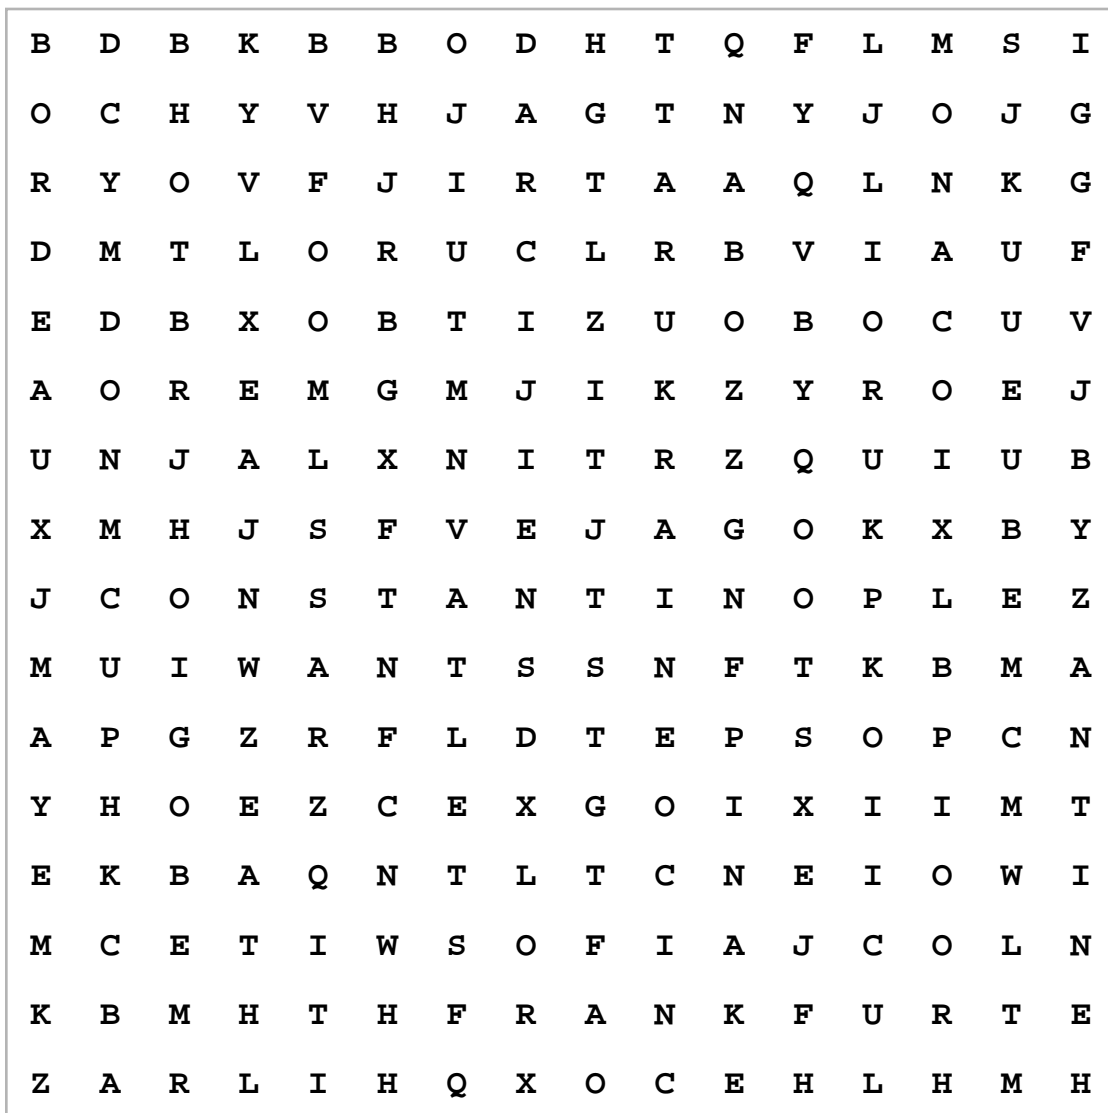 B D B K B B O D H T Q F L M S I
O C H Y V H J A G T N Y J O J G
R Y O V F J I R T A A Q L N K G
D M T L O R U C L R B V I A U F
E D B X O B T I Z U O B O C U V
A O R E M G M J I K Z Y R O E J
U N J A L X N I T R Z Q U I U B
X M H J S F V E J A G O K X B Y
J C O N S T A N T I N O P L E Z
M U I W A N T S S N F T K B M A
A P G Z R F L D T E P S O P C N
Y H O E Z C E X G O I X I I M T
E K B A Q N T L T C N E I O W I
M C E T I W S O F I A J C O L N
K B M H T H F R A N K F U R T E
Z A R L I H Q X O C E H L H M H